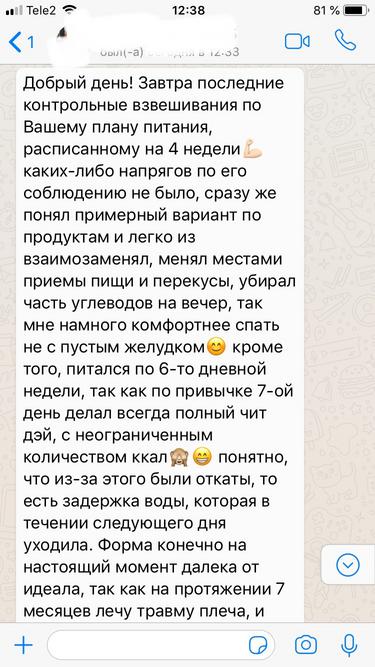 Tele2
12:38
81 %
1
был(-а) сегодня в 12:33
Добрый день! Завтра последние
контрольные взвешивания по
Вашему плану питания,
расписанному на 4 недели💪🏻
каких-либо напрягов по его
соблюдению не было, сразу же
понял примерный вариант по
продуктам и легко из
взаимозаменял, менял местами
приемы пищи и перекусы, убирал
часть углеводов на вечер, так
мне намного комфортнее спать
не с пустым желудком😊 кроме
того, питался по 6-то дневной
недели, так как по привычке 7-ой
день делал всегда полный чит
дэй, с неограниченным
количеством ккал🙈😁 понятно,
что из-за этого были откаты, то
есть задержка воды, которая в
течении следующего дня
уходила. Форма конечно на
настоящий момент далека от
идеала, так как на протяжении 7
месяцев лечу травму плеча, и